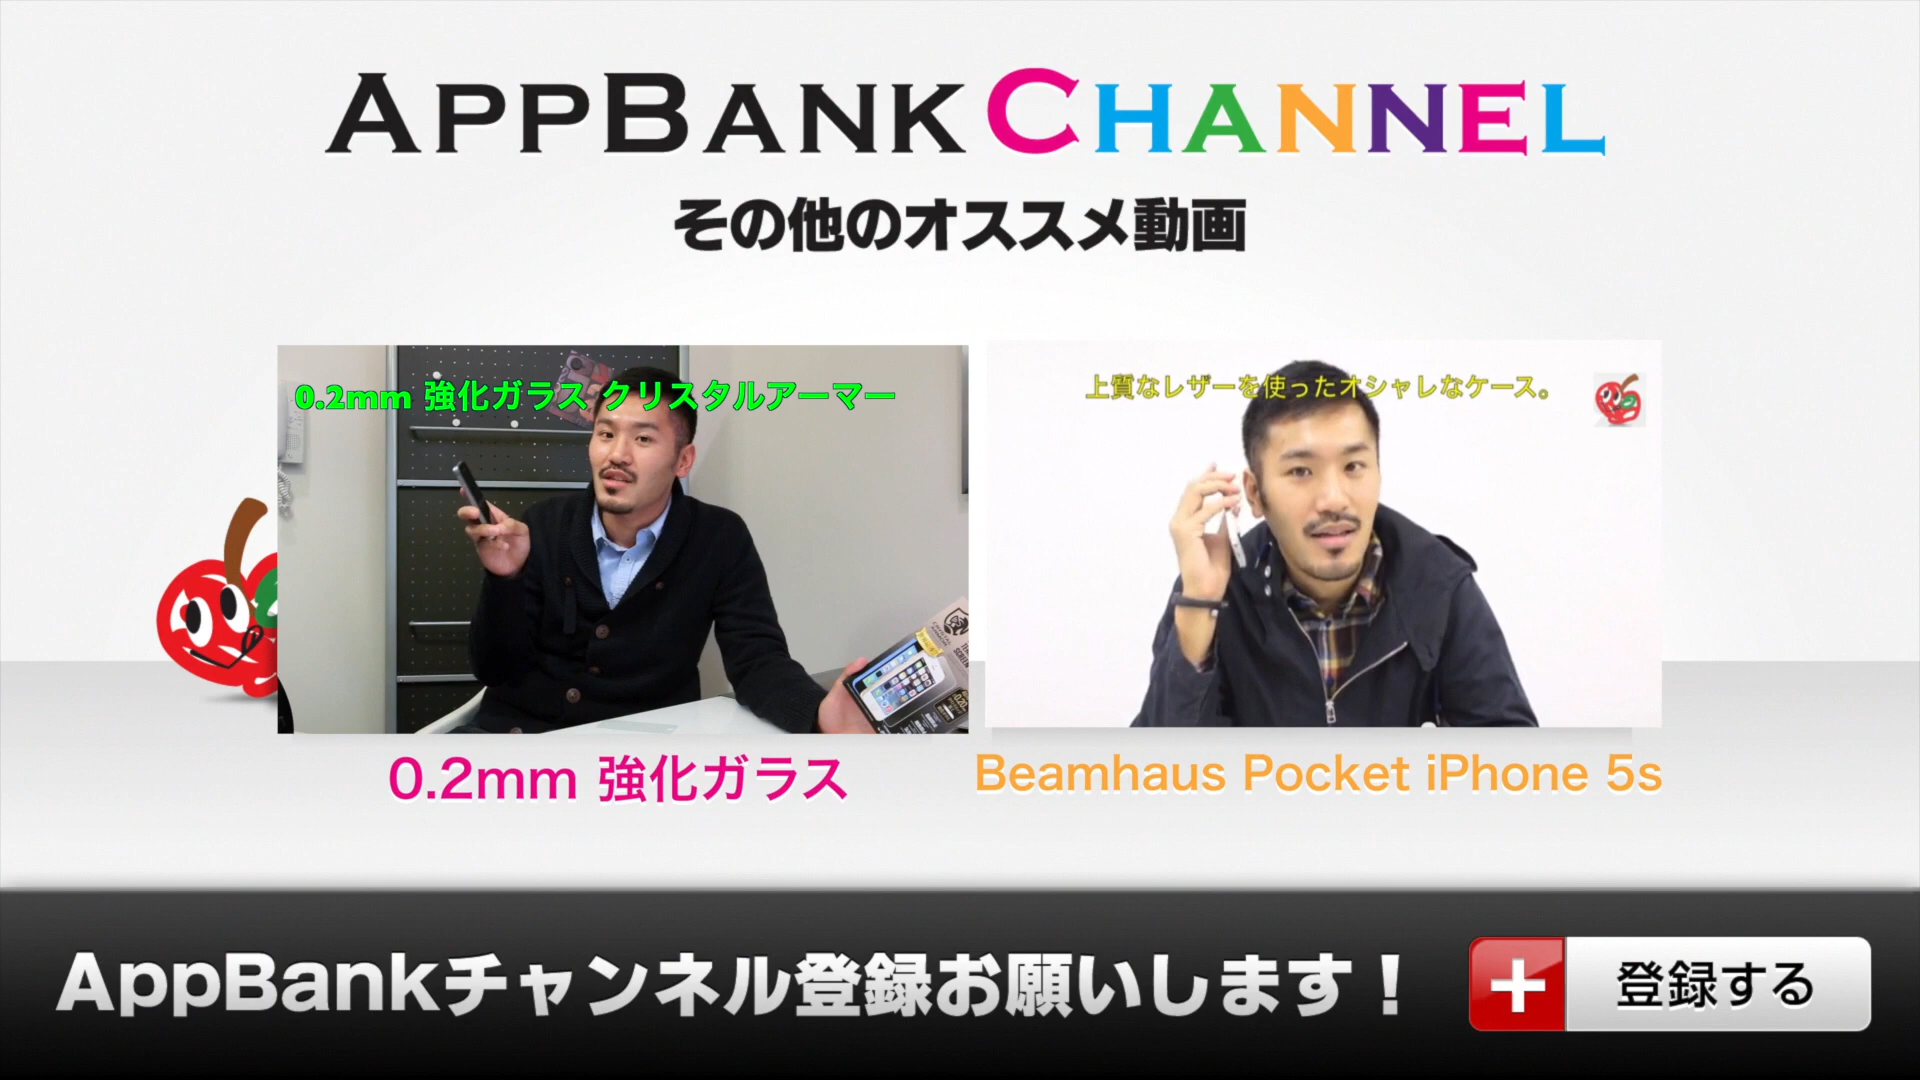 APPBANK CHANNEL
その他のオススメ動画
0.2mm 強化ガラス クリスタルアーマー
上質なレザーを使ったオシャレなケース。
0.2mm 強化ガラス
Beamhaus Pocket iPhone 5s
AppBankチャンネル登録お願いします！
登録する